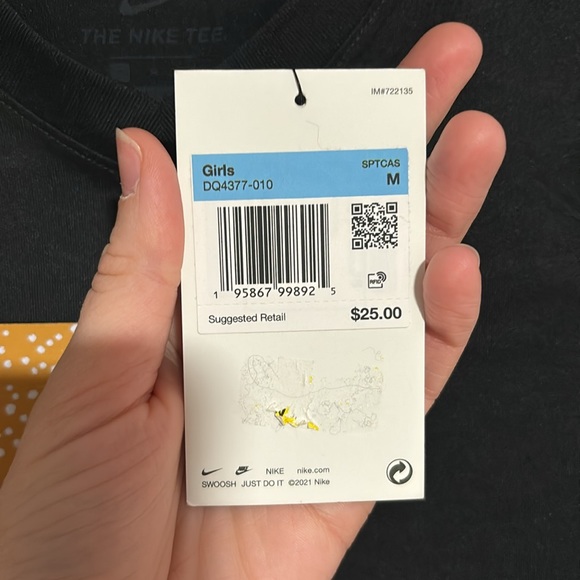 THE NIKE TEE
IM#722135
Girls
SPTCAS
DQ4377-010
M
1 95867 99892 5
RFID
Suggested Retail
$25.00
NIKE nike.com
SWOOSH JUST DO IT ©2021 Nike